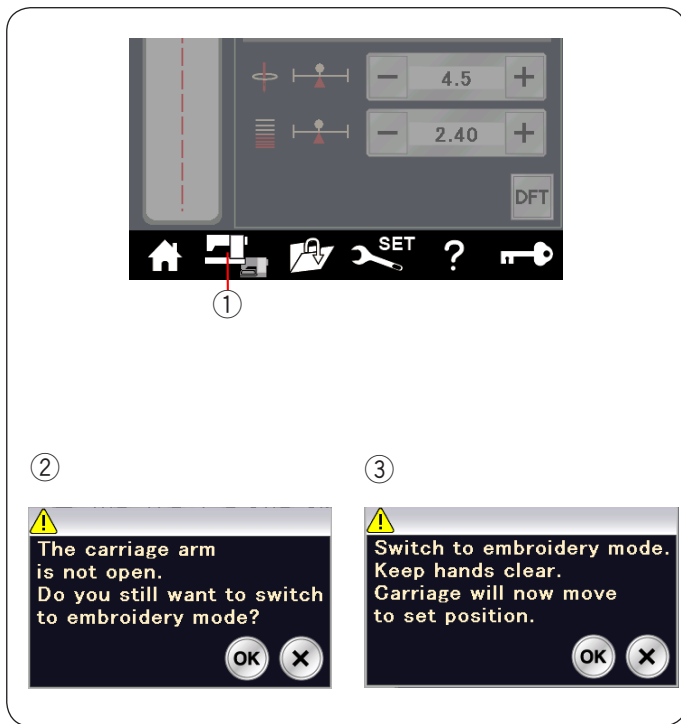 4.5
2.40
DFT
SET
?
①
②
The carriage arm
is not open.
Do you still want to switch
to embroidery mode?
OK
③
Switch to embroidery mode.
Keep hands clear.
Carriage will now move
to set position.
OK